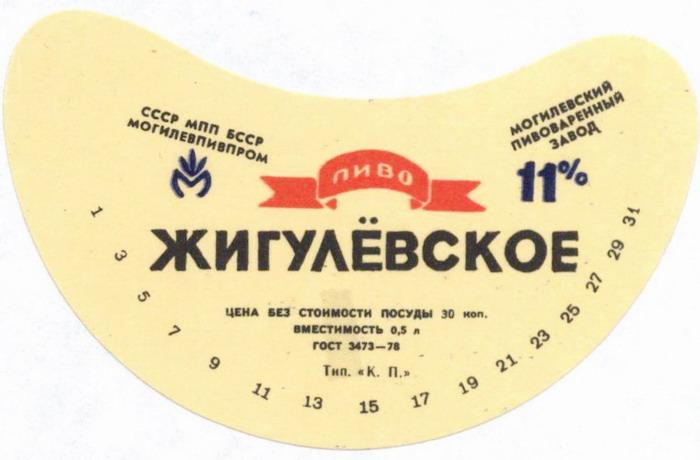 СССР МПП БССР
МОГИЛЕВПИВПРОМ
МОГИЛЕВСКИЙ
ПИВОВАРЕННЫЙ
ЗАВОД
11%
ПИВО
ЖИГУЛЁВСКОЕ
ЦЕНА БЕЗ СТОИМОСТИ ПОСУДЫ 30 коп.
ВМЕСТИМОСТЬ 0,5 л
ГОСТ 3473—78
Тип. «К. П.»
1 3 5 7 9 11 13 15 17 19 21 23 25 27 29 31